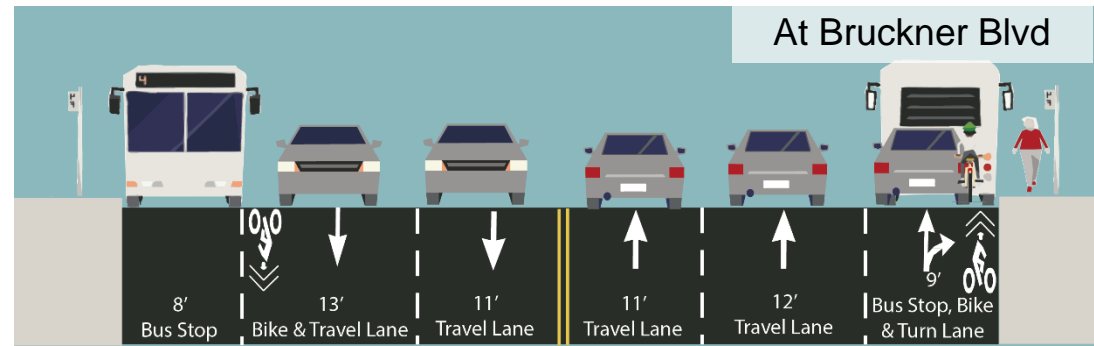 At Bruckner Blvd
4
8’
Bus Stop
13’
Bike & Travel Lane
11’
Travel Lane
11’
Travel Lane
12’
Travel Lane
9’
Bus Stop, Bike
& Turn Lane